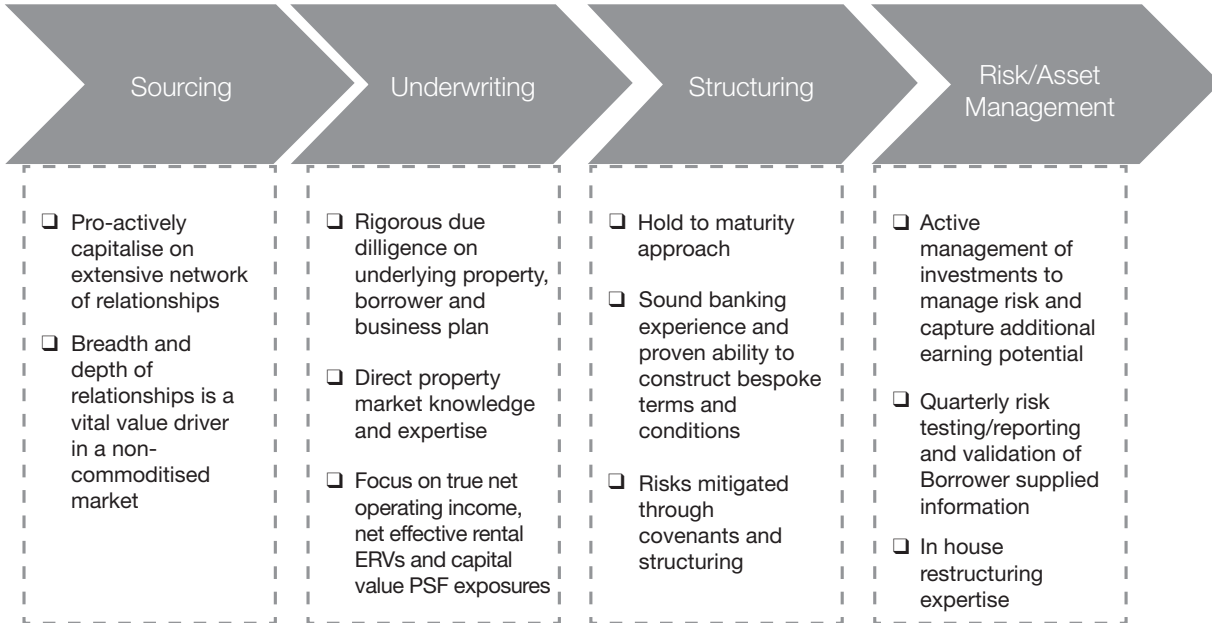 Sourcing
Underwriting
Structuring
Risk/Asset
Management
❑ Pro-actively
capitalise on
extensive network
of relationships
❑ Breadth and
depth of
relationships is a
vital value driver
in a non-
commoditised
market
❑ Rigorous due
dilligence on
underlying property,
borrower and
business plan
❑ Direct property
market knowledge
and expertise
❑ Focus on true net
operating income,
net effective rental
ERVs and capital
value PSF exposures
❑ Hold to maturity
approach
❑ Sound banking
experience and
proven ability to
construct bespoke
terms and
conditions
❑ Risks mitigated
through
covenants and
structuring
❑ Active
management of
investments to
manage risk and
capture additional
earning potential
❑ Quarterly risk
testing/reporting
and validation of
Borrower supplied
information
❑ In house
restructuring
expertise